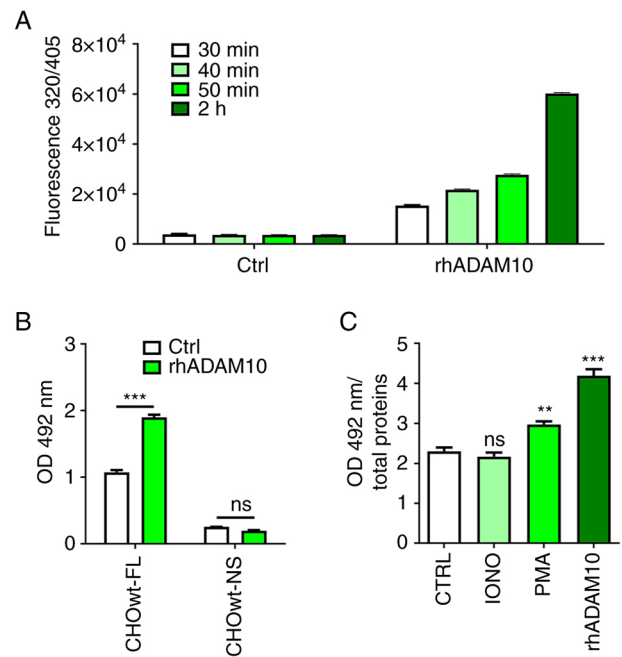 A
Fluorescence 320/405
8×10⁴
6×10⁴
4×10⁴
2×10⁴
0
30 min
40 min
50 min
2 h
Ctrl
rhADAM10
B
OD 492 nm
3
2
1
0
Ctrl
rhADAM10
***
ns
CHOwt-FL
CHOwt-NS
C
OD 492 nm/
total proteins
5
4
3
2
1
0
ns
**
***
CTRL
IONO
PMA
rhADAM10